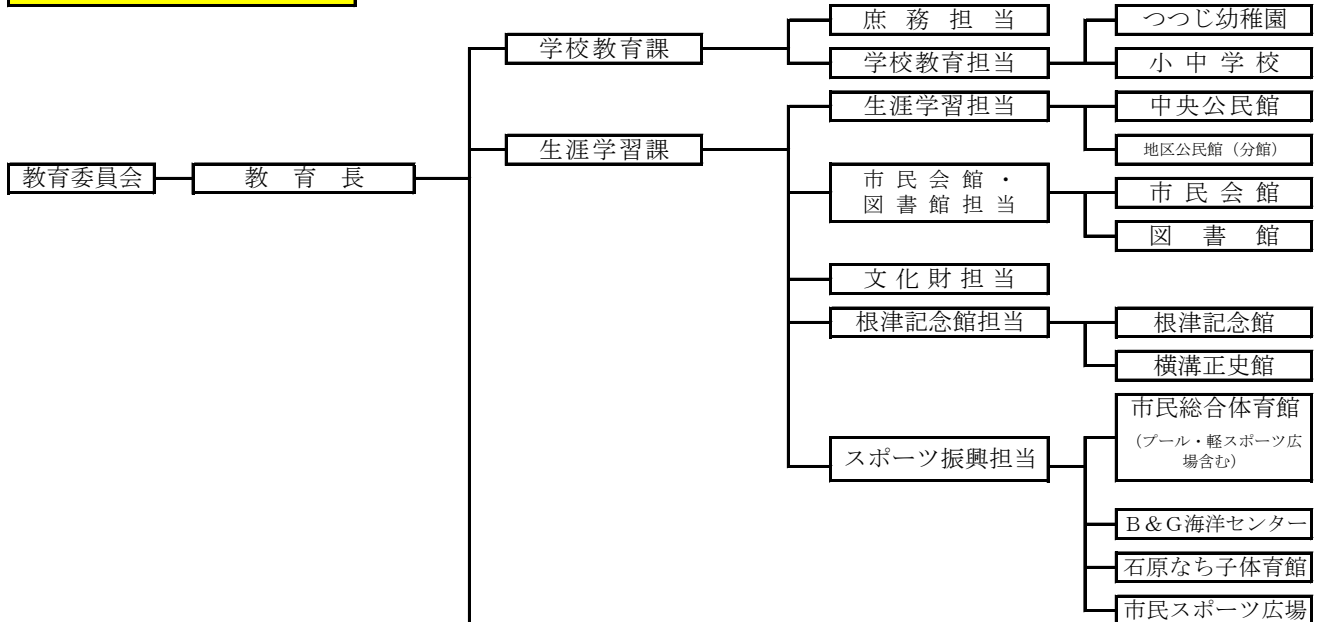 庶務担当
つつじ幼稚園
学校教育課
学校教育担当
小中学校
生涯学習担当
中央公民館
生涯学習課
地区公民館（分館）
教育委員会
教育長
市民会館・
図書館担当
市民会館
図書館
文化財担当
根津記念館担当
根津記念館
横溝正史館
市民総合体育館
（プール・軽スポーツ広
場含む）
スポーツ振興担当
Ｂ＆Ｇ海洋センター
石原なち子体育館
市民スポーツ広場